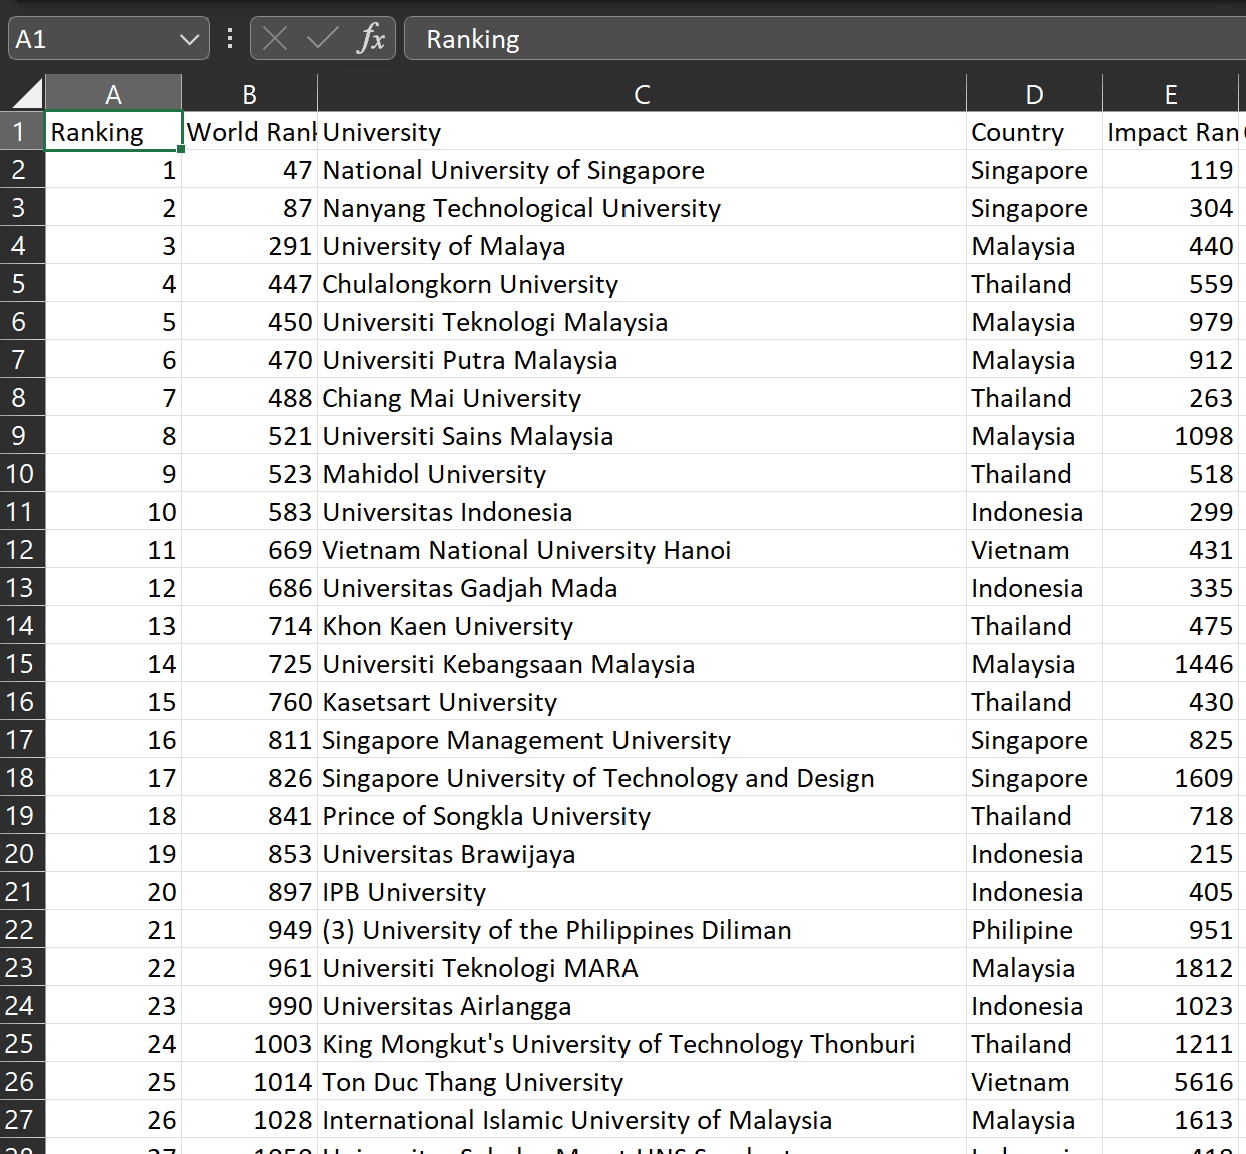 A1 fx Ranking
A B C D E
1 Ranking World Rank University Country Impact Ran
2 1 47 National University of Singapore Singapore 119
3 2 87 Nanyang Technological University Singapore 304
4 3 291 University of Malaya Malaysia 440
5 4 447 Chulalongkorn University Thailand 559
6 5 450 Universiti Teknologi Malaysia Malaysia 979
7 6 470 Universiti Putra Malaysia Malaysia 912
8 7 488 Chiang Mai University Thailand 263
9 8 521 Universiti Sains Malaysia Malaysia 1098
10 9 523 Mahidol University Thailand 518
11 10 583 Universitas Indonesia Indonesia 299
12 11 669 Vietnam National University Hanoi Vietnam 431
13 12 686 Universitas Gadjah Mada Indonesia 335
14 13 714 Khon Kaen University Thailand 475
15 14 725 Universiti Kebangsaan Malaysia Malaysia 1446
16 15 760 Kasetsart University Thailand 430
17 16 811 Singapore Management University Singapore 825
18 17 826 Singapore University of Technology and Design Singapore 1609
19 18 841 Prince of Songkla University Thailand 718
20 19 853 Universitas Brawijaya Indonesia 215
21 20 897 IPB University Indonesia 405
22 21 949 (3) University of the Philippines Diliman Philipine 951
23 22 961 Universiti Teknologi MARA Malaysia 1812
24 23 990 Universitas Airlangga Indonesia 1023
25 24 1003 King Mongkut's University of Technology Thonburi Thailand 1211
26 25 1014 Ton Duc Thang University Vietnam 5616
27 26 1028 International Islamic University of Malaysia Malaysia 1613